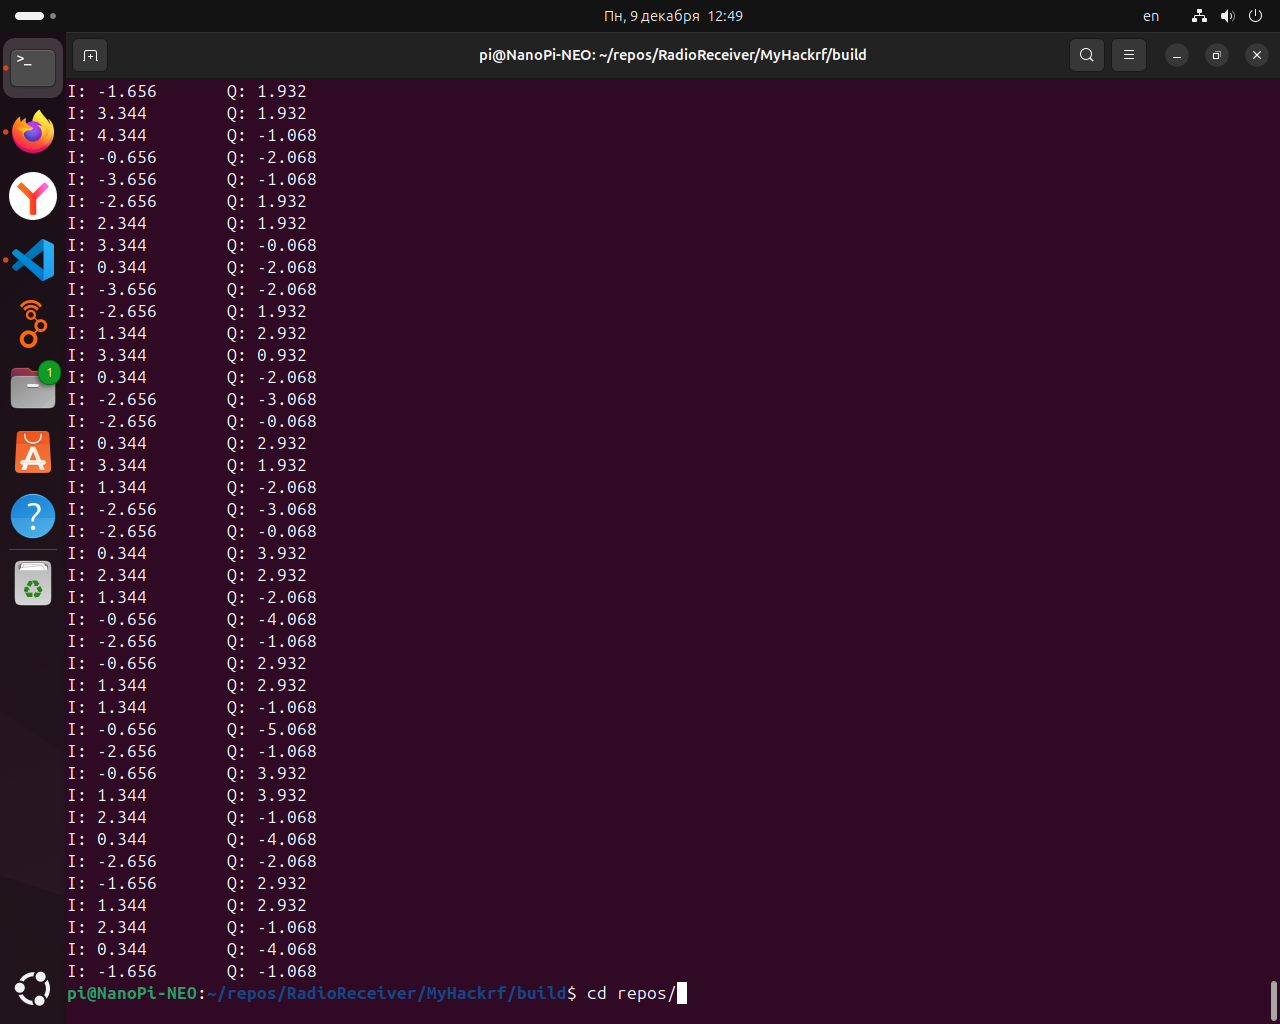 Пн, 9 декабря 12:49
en
pi@NanoPi-NEO: ~/repos/RadioReceiver/MyHackrf/build
>_
1
I: -1.656 Q: 1.932
I: 3.344 Q: 1.932
I: 4.344 Q: -1.068
I: -0.656 Q: -2.068
I: -3.656 Q: -1.068
I: -2.656 Q: 1.932
I: 2.344 Q: 1.932
I: 3.344 Q: -0.068
I: 0.344 Q: -2.068
I: -3.656 Q: -2.068
I: -2.656 Q: 1.932
I: 1.344 Q: 2.932
I: 3.344 Q: 0.932
I: 0.344 Q: -2.068
I: -2.656 Q: -3.068
I: -2.656 Q: -0.068
I: 0.344 Q: 2.932
I: 3.344 Q: 1.932
I: 1.344 Q: -2.068
I: -2.656 Q: -3.068
I: -2.656 Q: -0.068
I: 0.344 Q: 3.932
I: 2.344 Q: 2.932
I: 1.344 Q: -2.068
I: -0.656 Q: -4.068
I: -2.656 Q: -1.068
I: -0.656 Q: 2.932
I: 1.344 Q: 2.932
I: 1.344 Q: -1.068
I: -0.656 Q: -5.068
I: -2.656 Q: -1.068
I: -0.656 Q: 3.932
I: 1.344 Q: 3.932
I: 2.344 Q: -1.068
I: 0.344 Q: -4.068
I: -2.656 Q: -2.068
I: -1.656 Q: 2.932
I: 1.344 Q: 2.932
I: 2.344 Q: -1.068
I: 0.344 Q: -4.068
I: -1.656 Q: -1.068
pi@NanoPi-NEO:~/repos/RadioReceiver/MyHackrf/build$ cd repos/